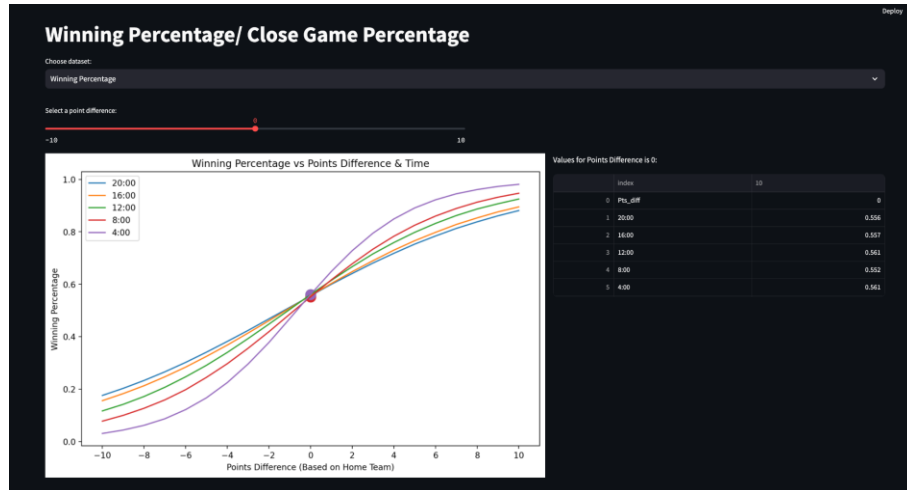 Deploy
Winning Percentage/ Close Game Percentage
Choose dataset:
Winning Percentage
Select a point difference:
0
-10
10
Winning Percentage vs Points Difference & Time
20:00
16:00
12:00
8:00
4:00
1.0
0.8
0.6
0.4
0.2
0.0
Winning Percentage
−10 −8 −6 −4 −2 0 2 4 6 8 10
Points Difference (Based on Home Team)
Values for Points Difference is 0:
index 10
0 Pts_diff 0
1 20:00 0.556
2 16:00 0.557
3 12:00 0.561
4 8:00 0.552
5 4:00 0.561